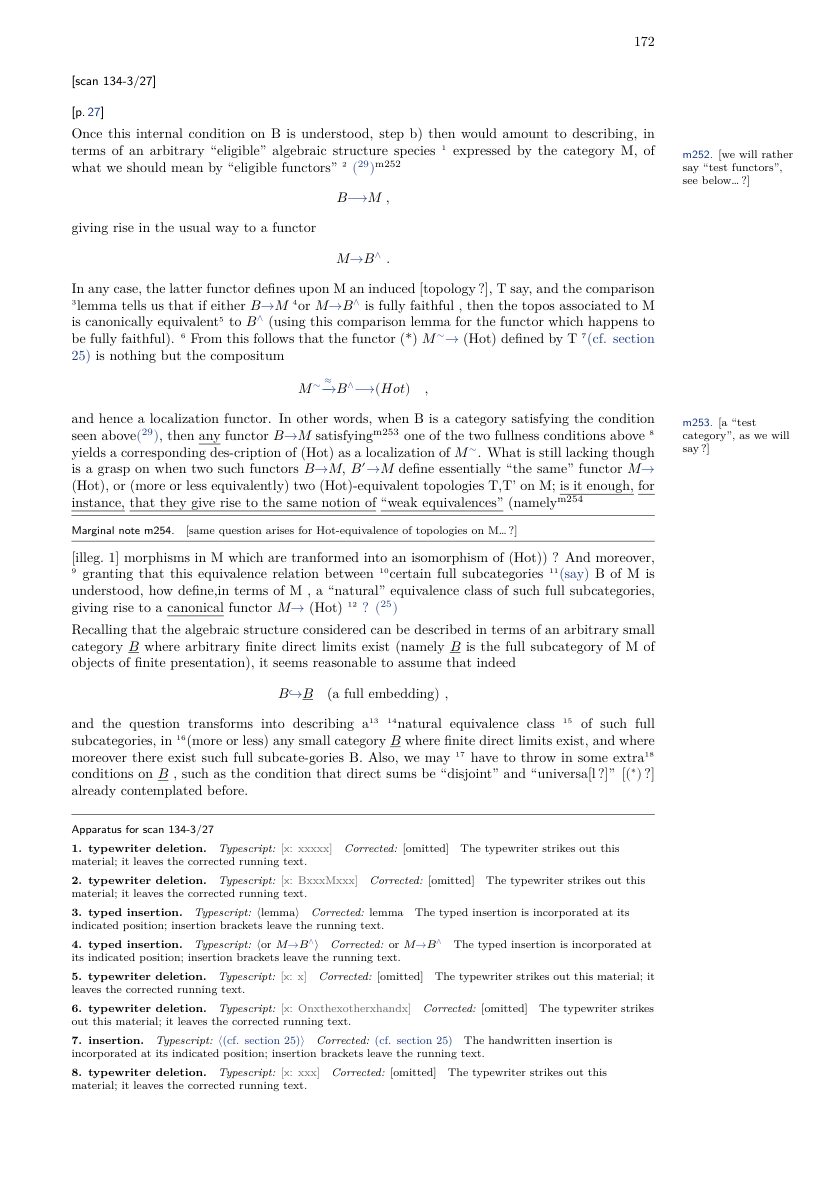 172
[scan 134-3/27]
[p. 27]
Once this internal condition on B is understood, step b) then would amount to describing, in
terms of an arbitrary “eligible” algebraic structure species ¹ expressed by the category M, of
what we should mean by “eligible functors” ² (²⁹)ᵐ²⁵²
m252. [we will rather
say “test functors”,
see below... ?]
B⟶M ,
giving rise in the usual way to a functor
M→B^ .
In any case, the latter functor defines upon M an induced [topology ?], T say, and the comparison
³lemma tells us that if either B→M ⁴or M→B^ is fully faithful , then the topos associated to M
is canonically equivalent⁵ to B^ (using this comparison lemma for the functor which happens to
be fully faithful). ⁶ From this follows that the functor (*) M~→ (Hot) defined by T ⁷(cf. section
25) is nothing but the compositum
M~ ≈→ B^⟶(Hot) ,
and hence a localization functor. In other words, when B is a category satisfying the condition
seen above(²⁹), then any functor B→M satisfyingᵐ²⁵³ one of the two fullness conditions above ⁸
yields a corresponding des-cription of (Hot) as a localization of M~. What is still lacking though
is a grasp on when two such functors B→M, B′→M define essentially “the same” functor M→
(Hot), or (more or less equivalently) two (Hot)-equivalent topologies T,T’ on M; is it enough, for
instance, that they give rise to the same notion of “weak equivalences” (namelyᵐ²⁵⁴
m253. [a “test
category”, as we will
say ?]
Marginal note m254. [same question arises for Hot-equivalence of topologies on M... ?]
[illeg. 1] morphisms in M which are tranformed into an isomorphism of (Hot)) ? And moreover,
⁹ granting that this equivalence relation between ¹⁰certain full subcategories ¹¹(say) B of M is
understood, how define,in terms of M , a “natural” equivalence class of such full subcategories,
giving rise to a canonical functor M→ (Hot) ¹² ? (²⁵)
Recalling that the algebraic structure considered can be described in terms of an arbitrary small
category B where arbitrary finite direct limits exist (namely B is the full subcategory of M of
objects of finite presentation), it seems reasonable to assume that indeed
B↪B (a full embedding) ,
and the question transforms into describing a¹³ ¹⁴natural equivalence class ¹⁵ of such full
subcategories, in ¹⁶(more or less) any small category B where finite direct limits exist, and where
moreover there exist such full subcate-gories B. Also, we may ¹⁷ have to throw in some extra¹⁸
conditions on B , such as the condition that direct sums be “disjoint” and “universa[l ?]” [(*) ?]
already contemplated before.
Apparatus for scan 134-3/27
1. typewriter deletion. Typescript: [x: xxxxx] Corrected: [omitted] The typewriter strikes out this
material; it leaves the corrected running text.
2. typewriter deletion. Typescript: [x: BxxxMxxx] Corrected: [omitted] The typewriter strikes out this
material; it leaves the corrected running text.
3. typed insertion. Typescript: ⟨lemma⟩ Corrected: lemma The typed insertion is incorporated at its
indicated position; insertion brackets leave the running text.
4. typed insertion. Typescript: ⟨or M→B^⟩ Corrected: or M→B^ The typed insertion is incorporated at
its indicated position; insertion brackets leave the running text.
5. typewriter deletion. Typescript: [x: x] Corrected: [omitted] The typewriter strikes out this material; it
leaves the corrected running text.
6. typewriter deletion. Typescript: [x: Onxthexotherxhandx] Corrected: [omitted] The typewriter strikes
out this material; it leaves the corrected running text.
7. insertion. Typescript: ⟨(cf. section 25)⟩ Corrected: (cf. section 25) The handwritten insertion is
incorporated at its indicated position; insertion brackets leave the running text.
8. typewriter deletion. Typescript: [x: xxx] Corrected: [omitted] The typewriter strikes out this
material; it leaves the corrected running text.